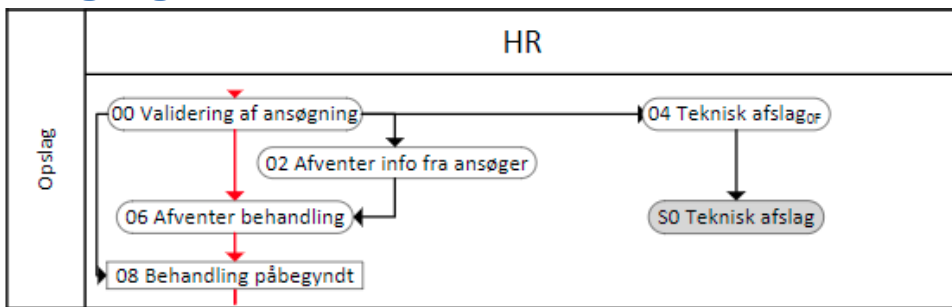 HR
Opslag
00 Validering af ansøgning
04 Teknisk afslagOF
02 Afventer info fra ansøger
06 Afventer behandling
S0 Teknisk afslag
08 Behandling påbegyndt